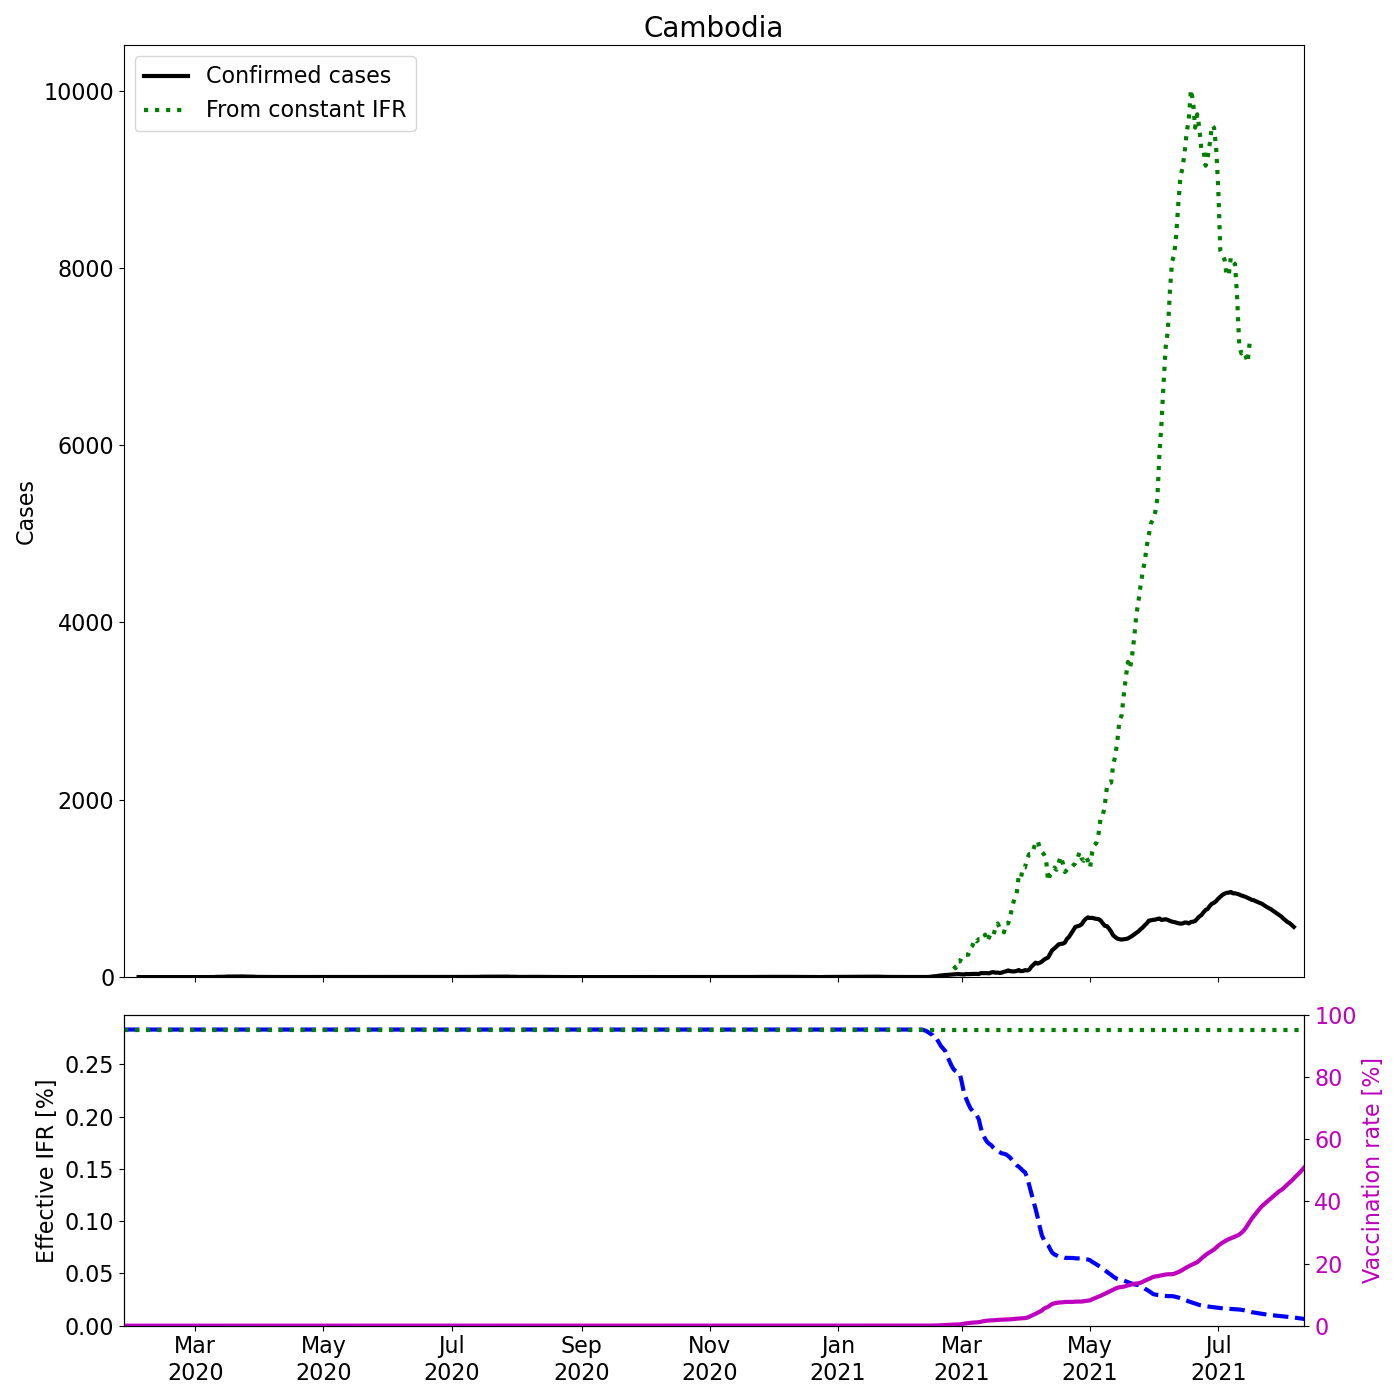 Cambodia
Confirmed cases
From constant IFR
10000
8000
6000
4000
2000
0
Cases
0.25
0.20
0.15
0.10
0.05
0.00
Effective IFR [%]
100
80
60
40
20
0
Vaccination rate [%]
Mar May Jul Sep Nov Jan Mar May Jul
2020 2020 2020 2020 2020 2021 2021 2021 2021